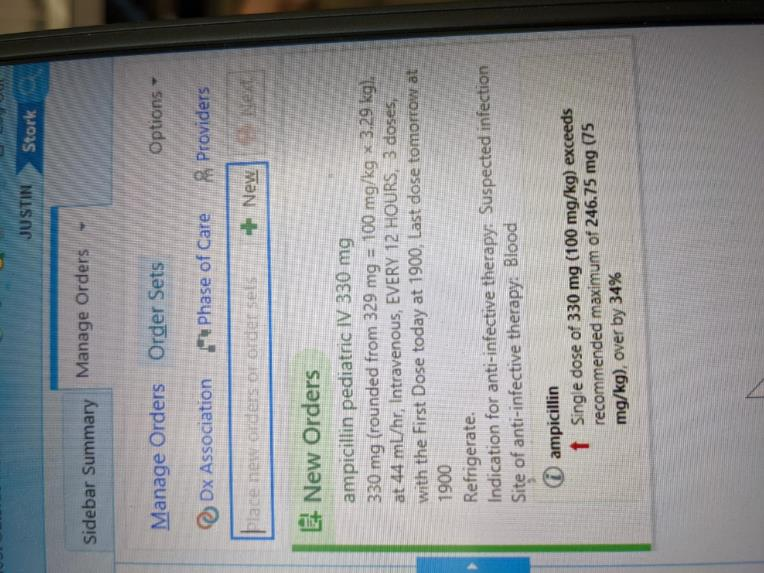 JUSTIN Stork
Sidebar Summary Manage Orders
Manage Orders Order Sets Options
Dx Association Phase of Care Providers
Place new orders or order sets + New Next
New Orders
ampicillin pediatric IV 330 mg
330 mg (rounded from 329 mg = 100 mg/kg × 3.29 kg),
at 44 mL/hr, Intravenous, EVERY 12 HOURS, 3 doses,
with the First Dose today at 1900, Last dose tomorrow at
1900
Refrigerate.
Indication for anti-infective therapy: Suspected infection
Site of anti-infective therapy: Blood
ampicillin
Single dose of 330 mg (100 mg/kg) exceeds
recommended maximum of 246.75 mg (75
mg/kg), over by 34%